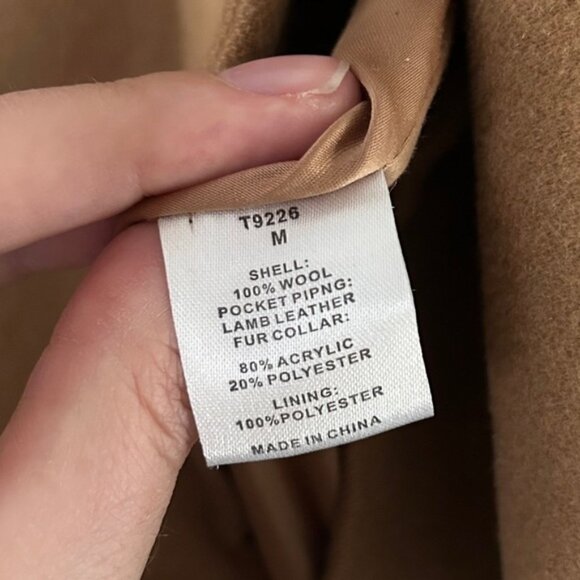 T9226
M
SHELL:
100% WOOL
POCKET PIPNG:
LAMB LEATHER
FUR COLLAR:
80% ACRYLIC
20% POLYESTER
LINING:
100%POLYESTER
MADE IN CHINA